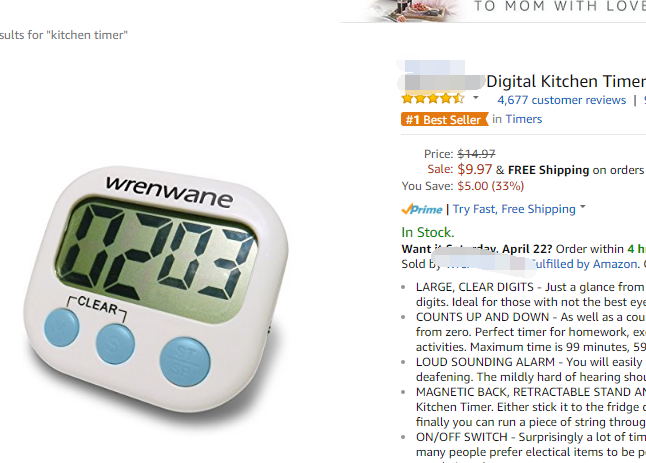 TO MOM WITH LOVE
sults for "kitchen timer"
Digital Kitchen Timer
4,677 customer reviews |
#1 Best Seller in Timers
Price: $14.97
Sale: $9.97 & FREE Shipping on orders
You Save: $5.00 (33%)
Prime | Try Fast, Free Shipping
In Stock.
Want it Saturday, April 22? Order within 4 h
Sold by ulfilled by Amazon.
• LARGE, CLEAR DIGITS - Just a glance from
digits. Ideal for those with not the best eye
• COUNTS UP AND DOWN - As well as a cou
from zero. Perfect timer for homework, exe
activities. Maximum time is 99 minutes, 59
• LOUD SOUNDING ALARM - You will easily
deafening. The mildly hard of hearing shou
• MAGNETIC BACK, RETRACTABLE STAND AN
Kitchen Timer. Either stick it to the fridge o
finally you can run a piece of string throug
• ON/OFF SWITCH - Surprisingly a lot of tim
many people prefer electical items to be p
wrenwane
0203
CLEAR
M
S
ST/SP